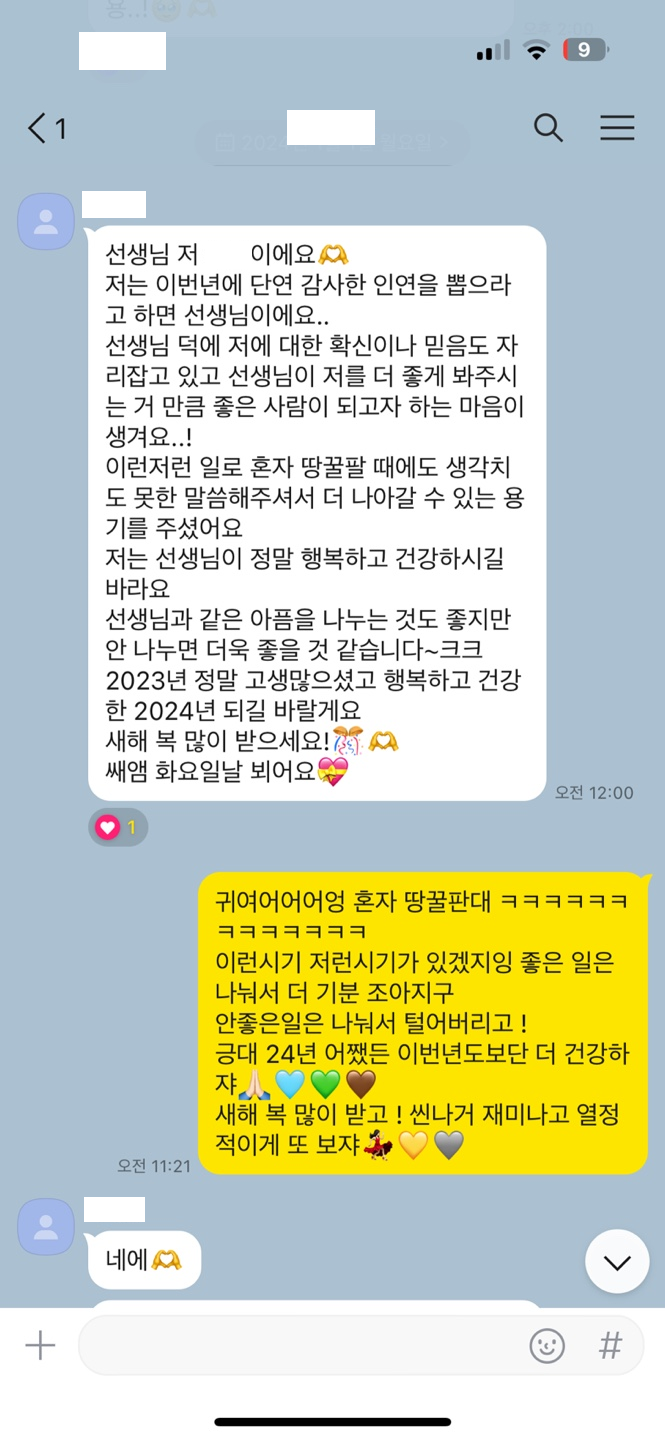 9
1
선생님 저 이에요🫶
저는 이번년에 단연 감사한 인연을 뽑으라
고 하면 선생님이에요..
선생님 덕에 저에 대한 확신이나 믿음도 자
리잡고 있고 선생님이 저를 더 좋게 봐주시
는 거 만큼 좋은 사람이 되고자 하는 마음이
생겨요..!
이런저런 일로 혼자 땅꿀팔 때에도 생각치
도 못한 말씀해주셔서 더 나아갈 수 있는 용
기를 주셨어요
저는 선생님이 정말 행복하고 건강하시길
바라요
선생님과 같은 아픔을 나누는 것도 좋지만
안 나누면 더욱 좋을 것 같습니다~크크
2023년 정말 고생많으셨고 행복하고 건강
한 2024년 되길 바랄게요
새해 복 많이 받으세요!🎊🫶
쌔앰 화요일날 뵈어요💝
오전 12:00
1
귀여어어어엉 혼자 땅꿀판대 ㅋㅋㅋㅋㅋㅋ
ㅋㅋㅋㅋㅋㅋㅋ
이런시기 저런시기가 있겠지잉 좋은 일은
나눠서 더 기분 조아지구
안좋은일은 나눠서 털어버리고 !
긍대 24년 어쨌든 이번년도보단 더 건강하
쟈🙏🏻🩵💚🤎
새해 복 많이 받고 ! 씬나거 재미나고 열정
적이게 또 보쟈💃💛🩶
오전 11:21
네에🫶
#